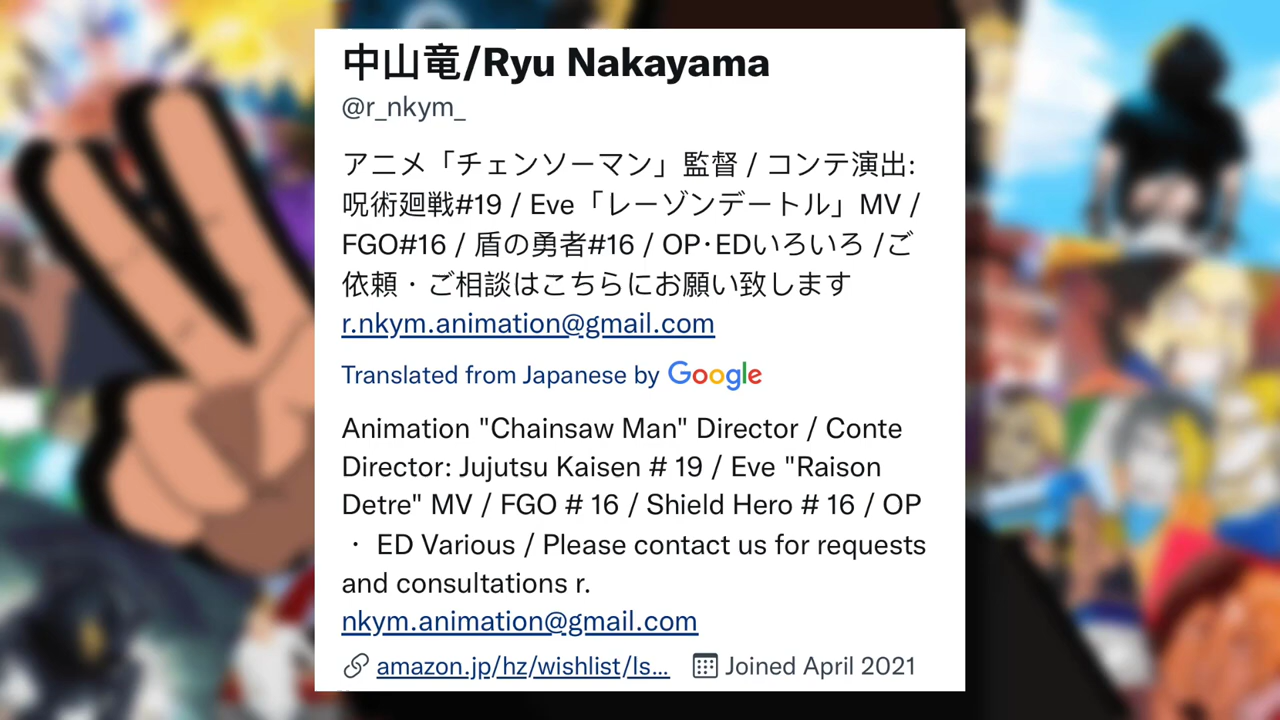 中山竜/Ryu Nakayama
@r_nkym_
アニメ「チェンソーマン」監督 / コンテ演出:
呪術廻戦#19 / Eve「レーゾンデートル」MV /
FGO#16 / 盾の勇者#16 / OP･EDいろいろ /ご
依頼・ご相談はこちらにお願い致します
r.nkym.animation@gmail.com
Translated from Japanese by Google
Animation "Chainsaw Man" Director / Conte
Director: Jujutsu Kaisen # 19 / Eve "Raison
Detre" MV / FGO # 16 / Shield Hero # 16 / OP
・ ED Various / Please contact us for requests
and consultations r.
nkym.animation@gmail.com
amazon.jp/hz/wishlist/ls… Joined April 2021